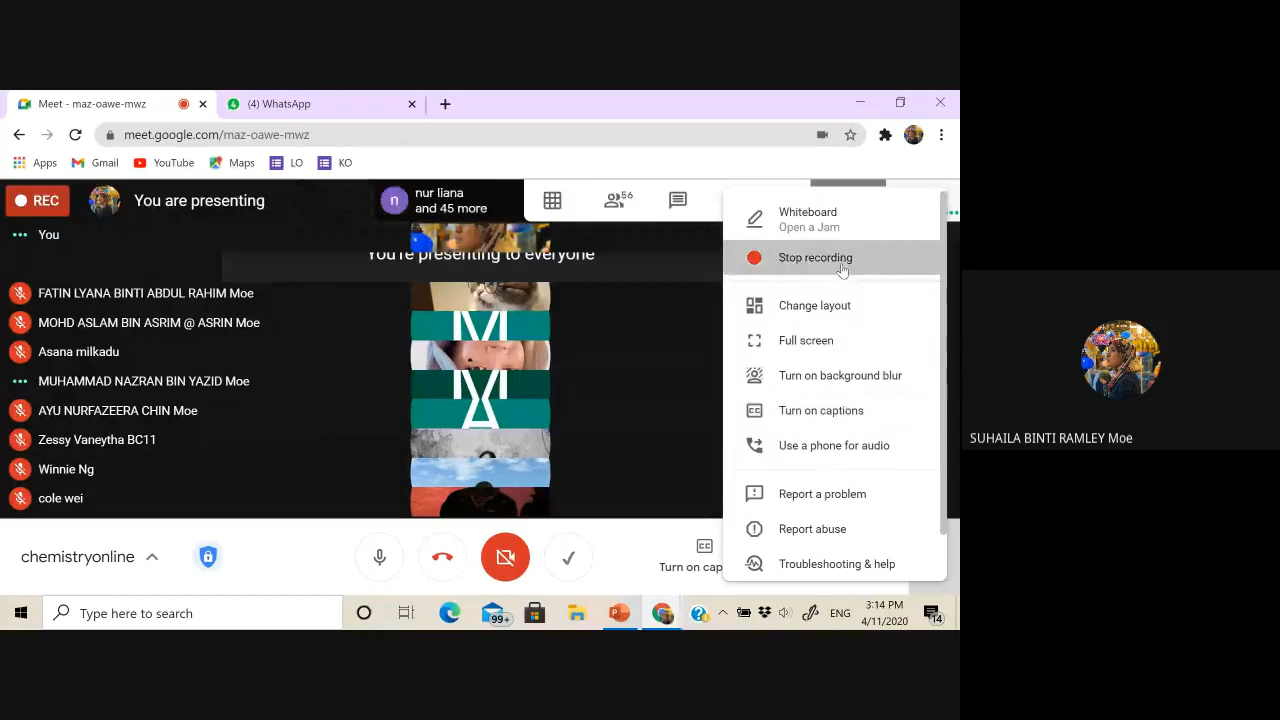 Meet - maz-oawe-mwz
(4) WhatsApp
meet.google.com/maz-oawe-mwz
Apps
Gmail
YouTube
Maps
LO
KO
REC
You are presenting
n
nur liana
and 45 more
56
You
You're presenting to everyone
FATIN LYANA BINTI ABDUL RAHIM Moe
MOHD ASLAM BIN ASRIM @ ASRIN Moe
Asana milkadu
MUHAMMAD NAZRAN BIN YAZID Moe
AYU NURFAZEERA CHIN Moe
Zessy Vaneytha BC11
Winnie Ng
cole wei
M
M
A
Whiteboard
Open a Jam
Stop recording
Change layout
Full screen
Turn on background blur
CC
Turn on captions
Use a phone for audio
Report a problem
Report abuse
Troubleshooting & help
SUHAILA BINTI RAMLEY Moe
chemistryonline
CC
Turn on cap
Type here to search
99+
ENG
3:14 PM
4/11/2020
14